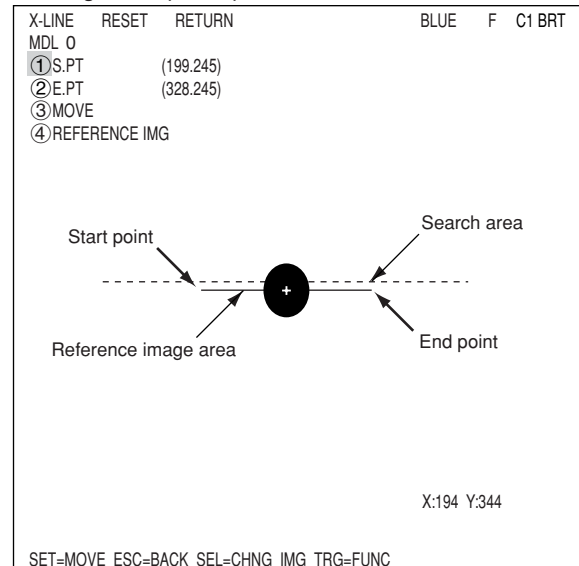 X-LINE RESET RETURN BLUE F C1 BRT
MDL 0
①S.PT (199.245)
②E.PT (328.245)
③MOVE
④REFERENCE IMG
Search area
Start point
Reference image area
End point
X:194 Y:344
SET=MOVE ESC=BACK SEL=CHNG IMG TRG=FUNC